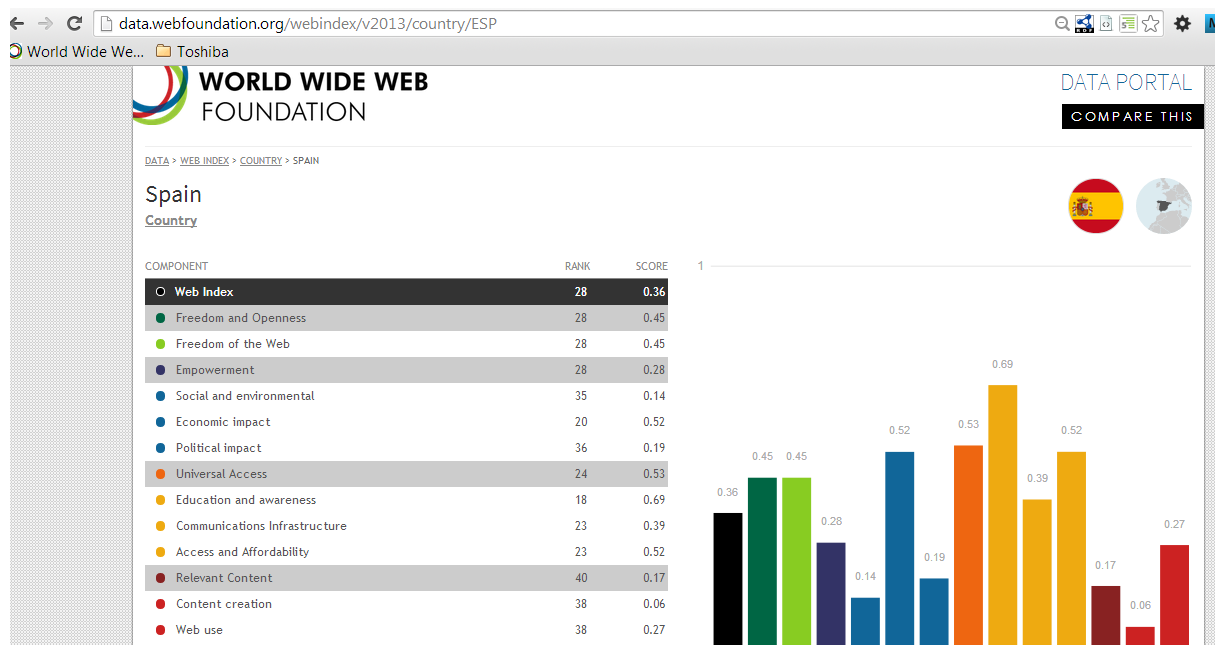 data.webfoundation.org/webindex/v2013/country/ESP
World Wide We... Toshiba
WORLD WIDE WEB
FOUNDATION
DATA PORTAL
COMPARE THIS
DATA > WEB INDEX > COUNTRY > SPAIN
Spain
Country
COMPONENT RANK SCORE
Web Index 28 0.36
Freedom and Openness 28 0.45
Freedom of the Web 28 0.45
Empowerment 28 0.28
Social and environmental 35 0.14
Economic impact 20 0.52
Political impact 36 0.19
Universal Access 24 0.53
Education and awareness 18 0.69
Communications Infrastructure 23 0.39
Access and Affordability 23 0.52
Relevant Content 40 0.17
Content creation 38 0.06
Web use 38 0.27
1
0.36
0.45
0.45
0.28
0.14
0.52
0.19
0.53
0.69
0.39
0.52
0.17
0.06
0.27